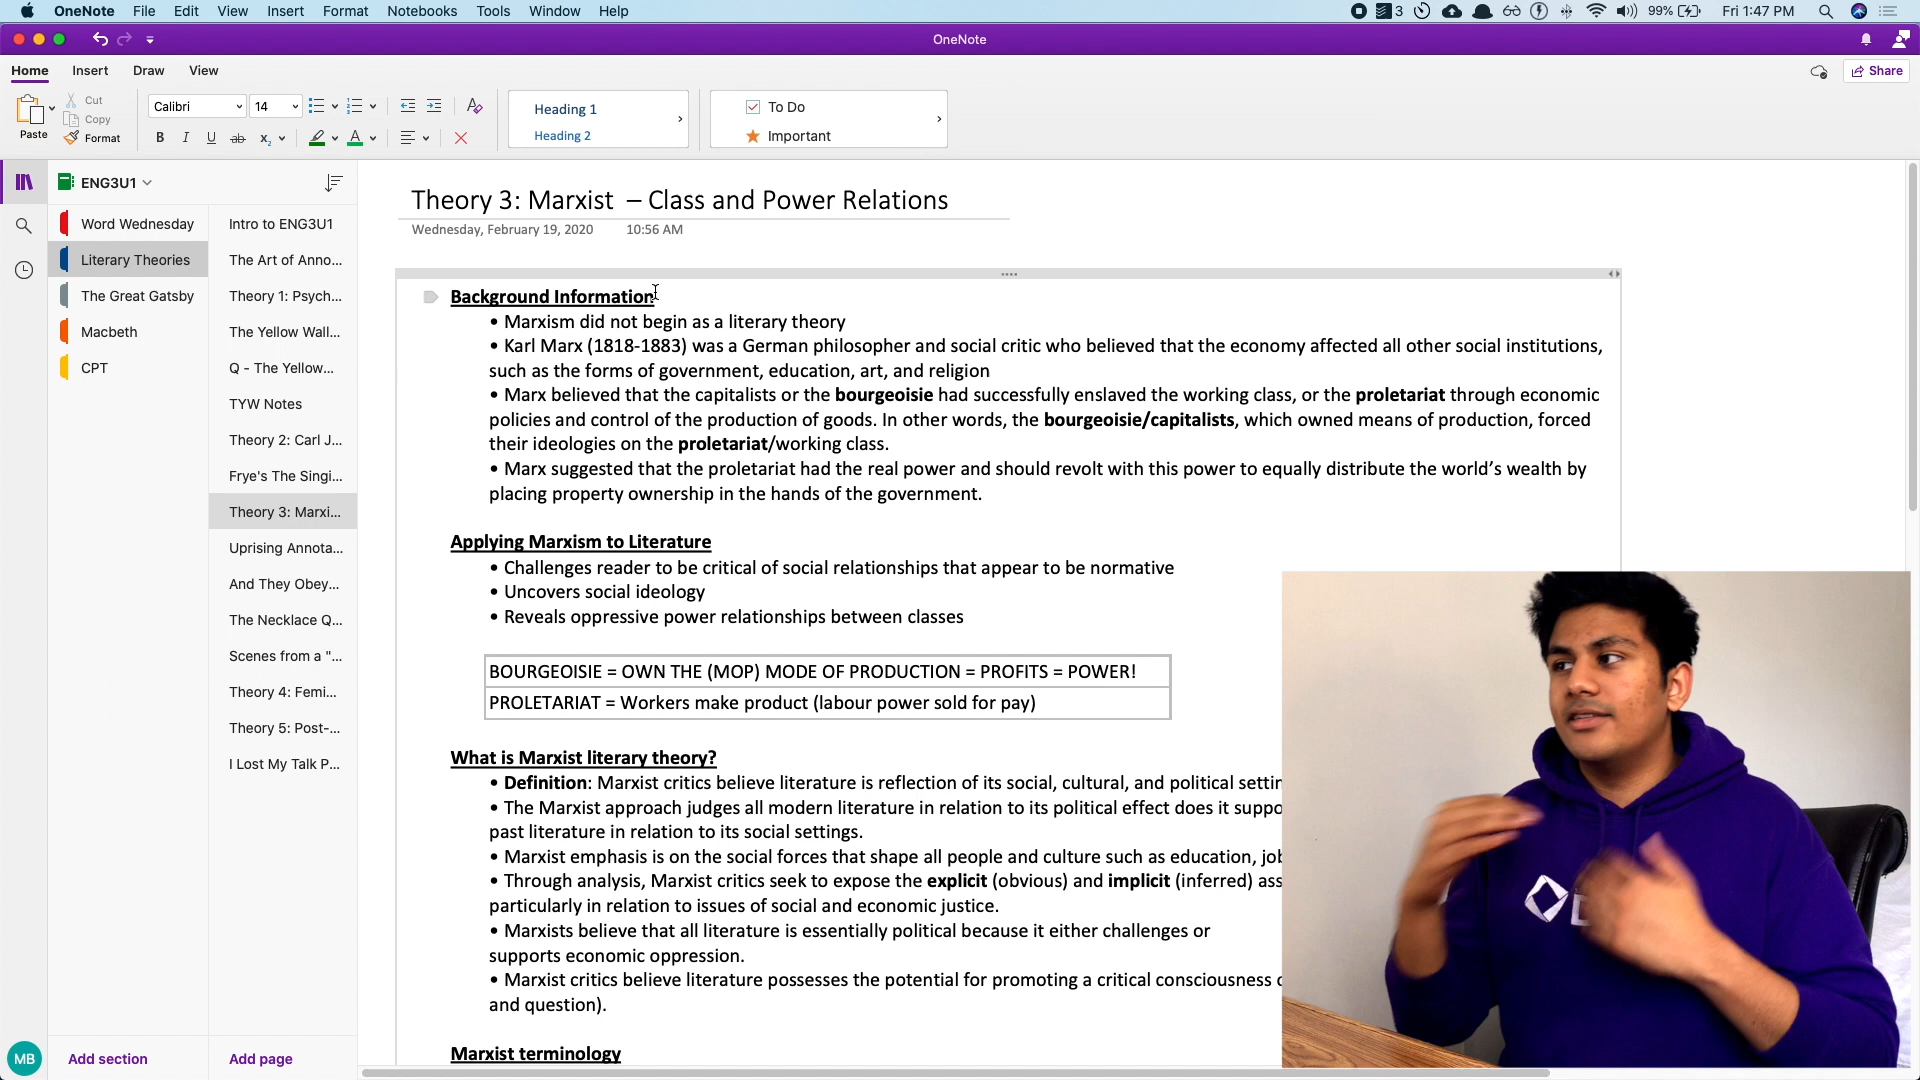 OneNote File Edit View Insert Format Notebooks Tools Window Help
3 99% Fri 1:47 PM
OneNote
Home Insert Draw View
Share
Paste
Cut
Copy
Format
Calibri 14
B I U ab x₂ A
Heading 1
Heading 2
To Do
Important
ENG3U1
Word Wednesday
Literary Theories
The Great Gatsby
Macbeth
CPT
Intro to ENG3U1
The Art of Anno...
Theory 1: Psych...
The Yellow Wall...
Q - The Yellow...
TYW Notes
Theory 2: Carl J...
Frye's The Singi...
Theory 3: Marxi...
Uprising Annota...
And They Obey...
The Necklace Q...
Scenes from a "...
Theory 4: Femi...
Theory 5: Post-...
I Lost My Talk P...
MB
Add section
Add page
Theory 3: Marxist – Class and Power Relations
Wednesday, February 19, 2020 10:56 AM
Background Information
• Marxism did not begin as a literary theory
• Karl Marx (1818-1883) was a German philosopher and social critic who believed that the economy affected all other social institutions,
such as the forms of government, education, art, and religion
• Marx believed that the capitalists or the bourgeoisie had successfully enslaved the working class, or the proletariat through economic
policies and control of the production of goods. In other words, the bourgeoisie/capitalists, which owned means of production, forced
their ideologies on the proletariat/working class.
• Marx suggested that the proletariat had the real power and should revolt with this power to equally distribute the world's wealth by
placing property ownership in the hands of the government.
Applying Marxism to Literature
• Challenges reader to be critical of social relationships that appear to be normative
• Uncovers social ideology
• Reveals oppressive power relationships between classes
BOURGEOISIE = OWN THE (MOP) MODE OF PRODUCTION = PROFITS = POWER!
PROLETARIAT = Workers make product (labour power sold for pay)
What is Marxist literary theory?
• Definition: Marxist critics believe literature is reflection of its social, cultural, and political
• The Marxist approach judges all modern literature in relation to its political effect does it
past literature in relation to its social settings.
• Marxist emphasis is on the social forces that shape all people and culture such as education,
• Through analysis, Marxist critics seek to expose the explicit (obvious) and implicit (inferred)
particularly in relation to issues of social and economic justice.
• Marxists believe that all literature is essentially political because it either challenges or
supports economic oppression.
• Marxist critics believe literature possesses the potential for promoting a critical consciousness
and question).
Marxist terminology